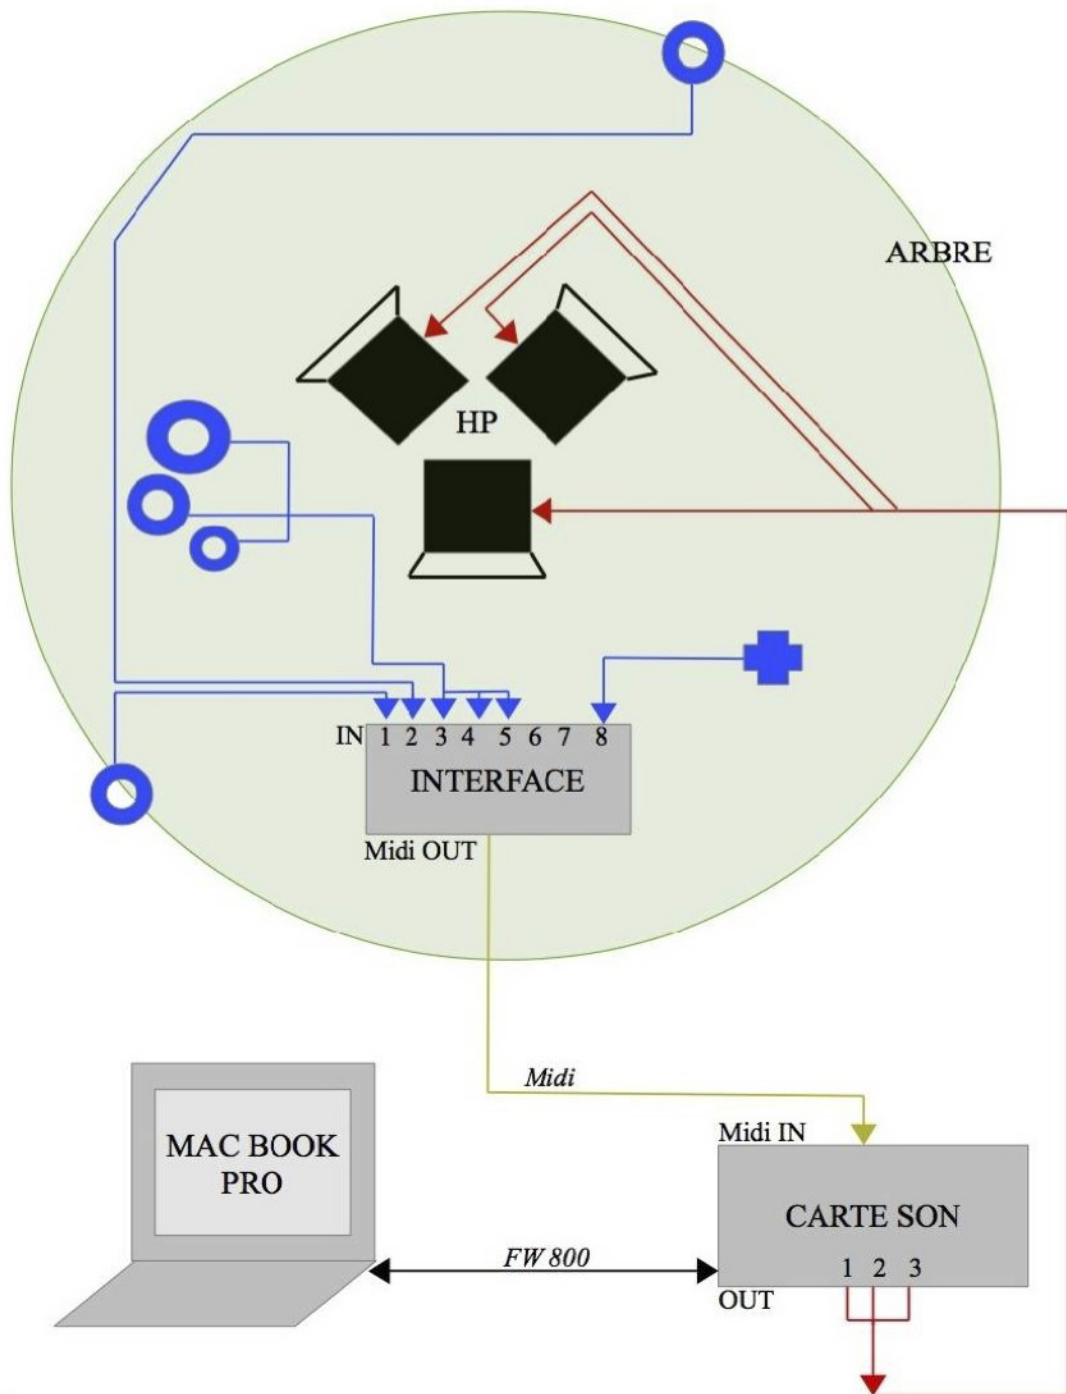 ARBRE
HP
IN 1 2 3 4 5 6 7 8
INTERFACE
Midi OUT
Midi
Midi IN
MAC BOOK
PRO
CARTE SON
FW 800
1 2 3
OUT